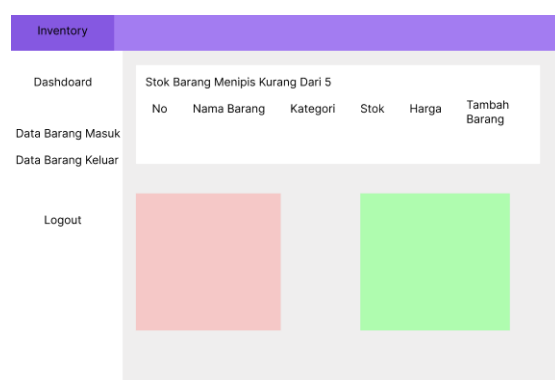 Inventory
Dashdoard
Stok Barang Menipis Kurang Dari 5
No Nama Barang Kategori Stok Harga Tambah
Barang
Data Barang Masuk
Data Barang Keluar
Logout